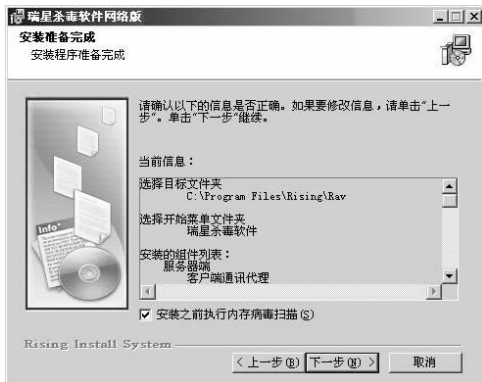 瑞星杀毒软件网络版
安装准备完成
安装程序准备完成
请确认以下的信息是否正确。如果要修改信息，请单击“上一
步”。单击“下一步”继续。
当前信息：
选择目标文件夹
C:\Program Files\Rising\Rav
选择开始菜单文件夹
瑞星杀毒软件
安装的组件列表：
服务器端
客户端通讯代理
Info
安装之前执行内存病毒扫描(S)
Rising Install System
< 上一步(B)
下一步(N) >
取消